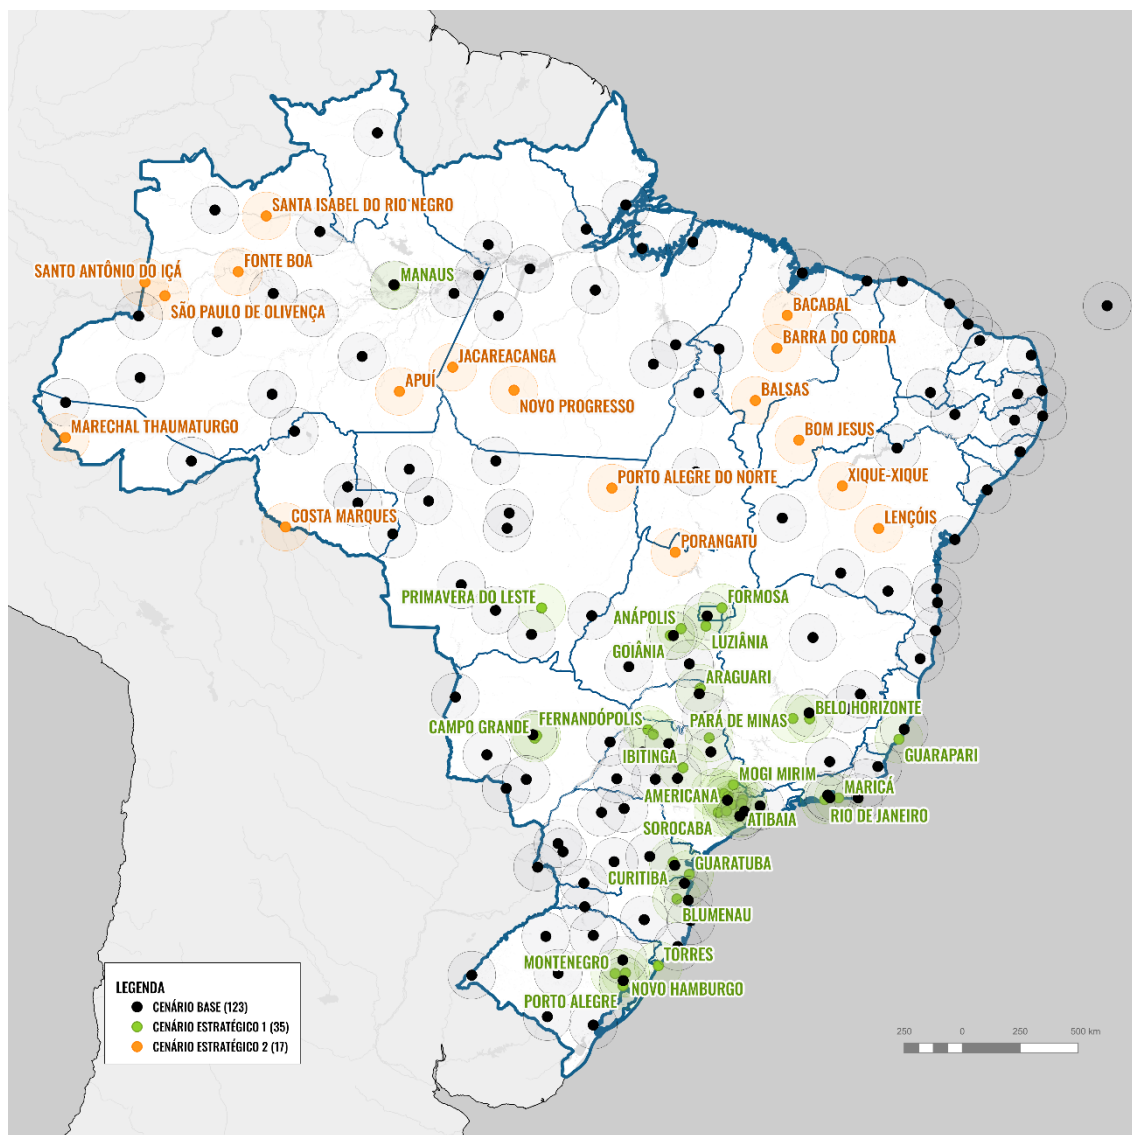 SANTA ISABEL DO RIO NEGRO
FONTE BOA
SANTO ANTÔNIO DO IÇÁ
MANAUS
SÃO PAULO DE OLIVENÇA
BACABAL
BARRA DO CORDA
JACAREACANGA
APUÍ
NOVO PROGRESSO
BALSAS
MARECHAL THAUMATURGO
BOM JESUS
PORTO ALEGRE DO NORTE
XIQUE-XIQUE
COSTA MARQUES
LENÇÓIS
PORANGATU
PRIMAVERA DO LESTE
FORMOSA
ANÁPOLIS
LUZIÂNIA
GOIÂNIA
ARAGUARI
BELO HORIZONTE
FERNANDÓPOLIS
PARÁ DE MINAS
CAMPO GRANDE
IBITINGA
GUARAPARI
MOGI MIRIM
MARICÁ
AMERICANA
RIO DE JANEIRO
ATIBAIA
SOROCABA
GUARATUBA
CURITIBA
BLUMENAU
TORRES
MONTENEGRO
NOVO HAMBURGO
PORTO ALEGRE
LEGENDA
CENÁRIO BASE (123)
CENÁRIO ESTRATÉGICO 1 (35)
CENÁRIO ESTRATÉGICO 2 (17)
250 0 250 500 km